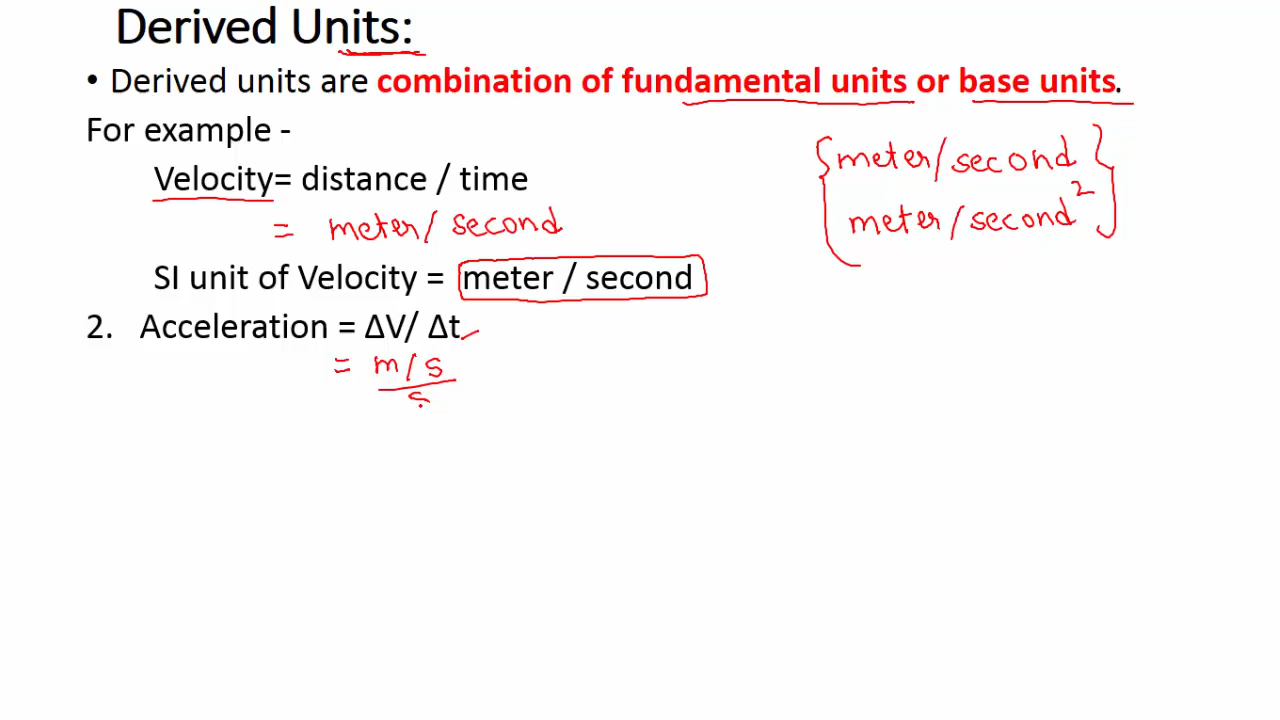 Derived Units:
• Derived units are combination of fundamental units or base units.
For example -
{meter/second}
Velocity= distance / time
meter/second²
= meter/second
SI unit of Velocity = meter / second
2. Acceleration = ΔV/ Δt
= m/s
s